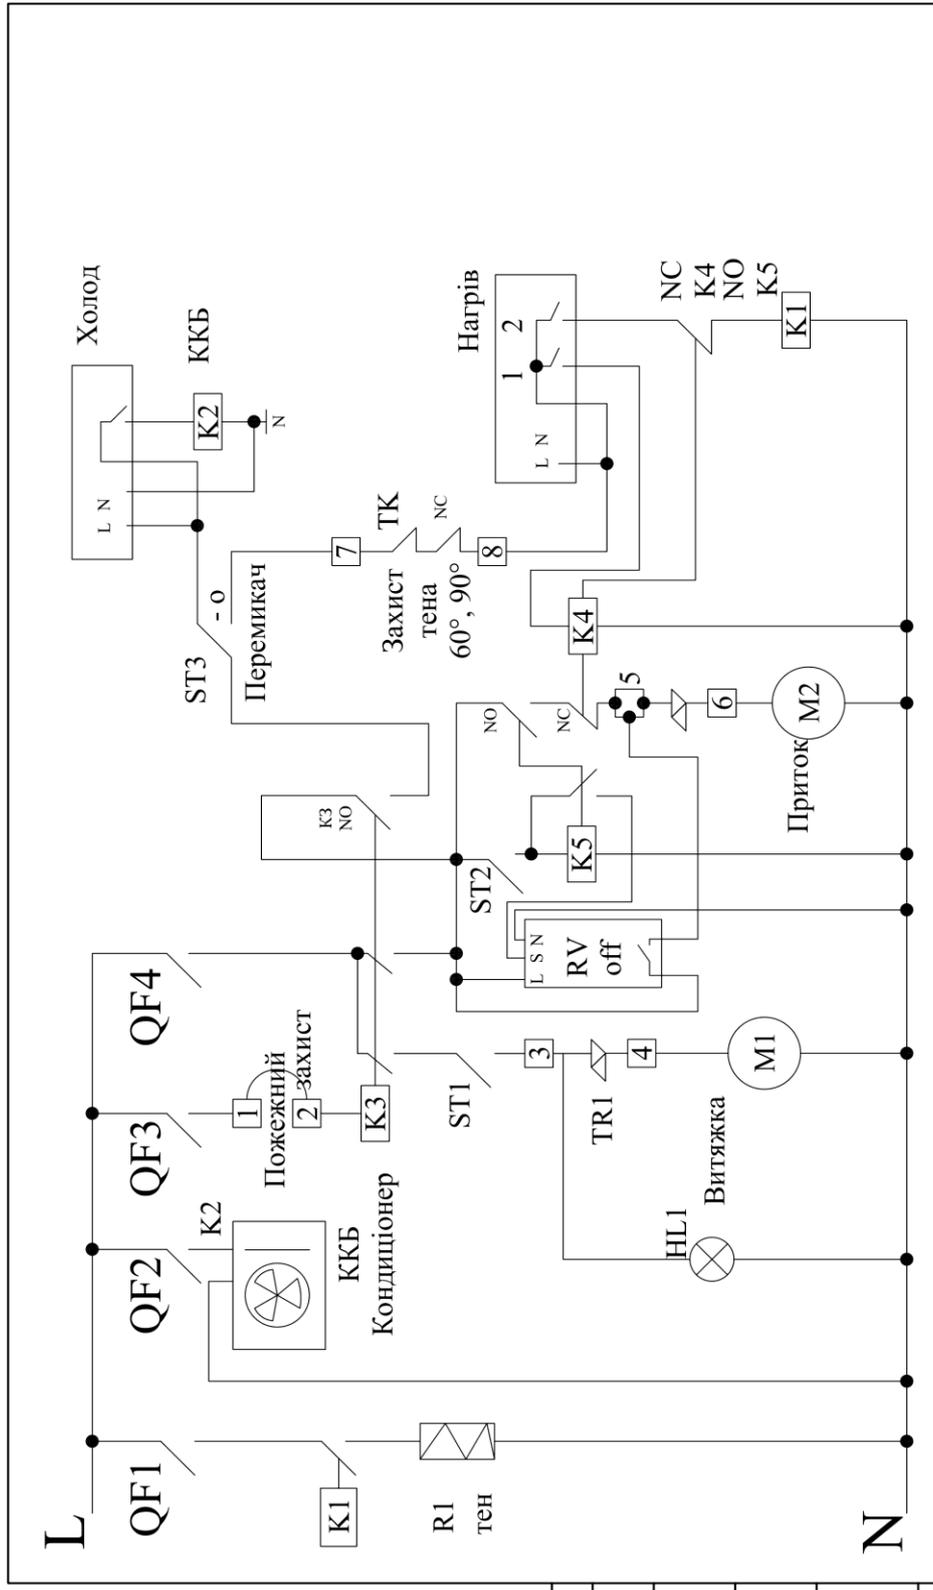 L
QF1
K1
R1
тен
QF2
K2
ККБ
Кондиціонер
QF3
1
Пожежний
2
захист
K3
QF4
ST1
3
TR1
4
HL1
Витяжка
M1
L S N
RV
off
ST2
K5
К3
NO
NO
NC
5
6
Приток
M2
ST3
- o
Перемикач
7
Захист
тена
60°, 90°
ТК
NC
8
K4
Холод
L N
ККБ
K2
N
Нагрів
1 2
L N
NC
K4
NO
K5
K1
N